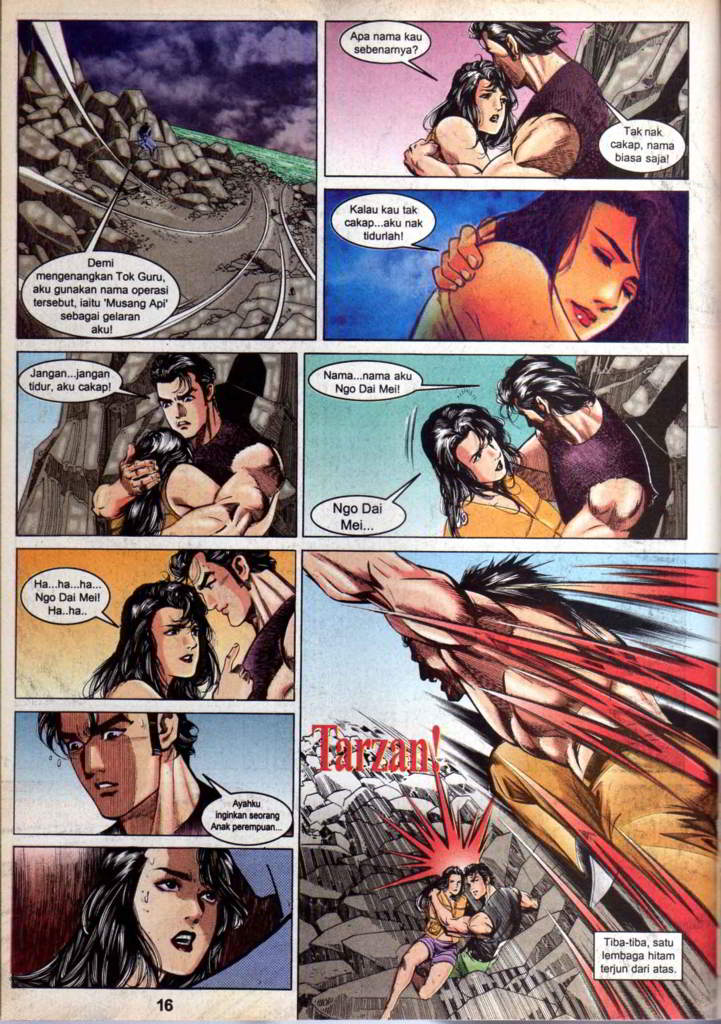 Demi
mengenangkan Tok Guru,
aku gunakan nama operasi
tersebut, iaitu 'Musang Api'
sebagai gelaran
aku!
Apa nama kau
sebenarnya?
Tak nak
cakap, nama
biasa saja!
Kalau kau tak
cakap...aku nak
tidurlah!
Jangan...jangan
tidur, aku cakap!
Nama...nama aku
Ngo Dai Mei!
Ngo Dai
Mei...
Ha...ha...ha...
Ngo Dai Mei!
Ha..ha..
Ayahku
inginkan seorang
Anak perempuan...
Tarzan!
Tiba-tiba, satu
lembaga hitam
terjun dari atas.
16